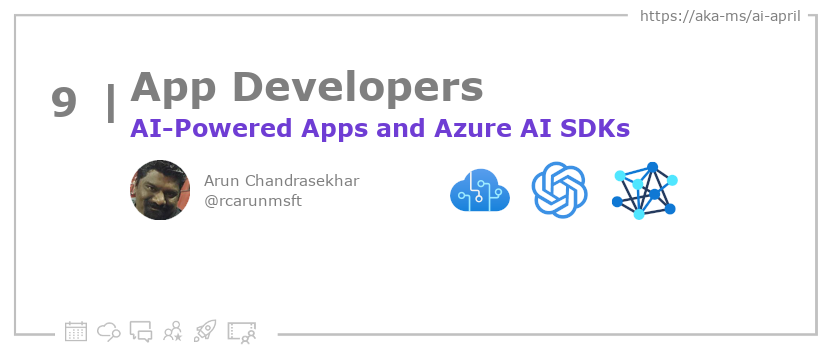 https://aka-ms/ai-april
9 | App Developers
AI-Powered Apps and Azure AI SDKs
Arun Chandrasekhar
@rcarunmsft